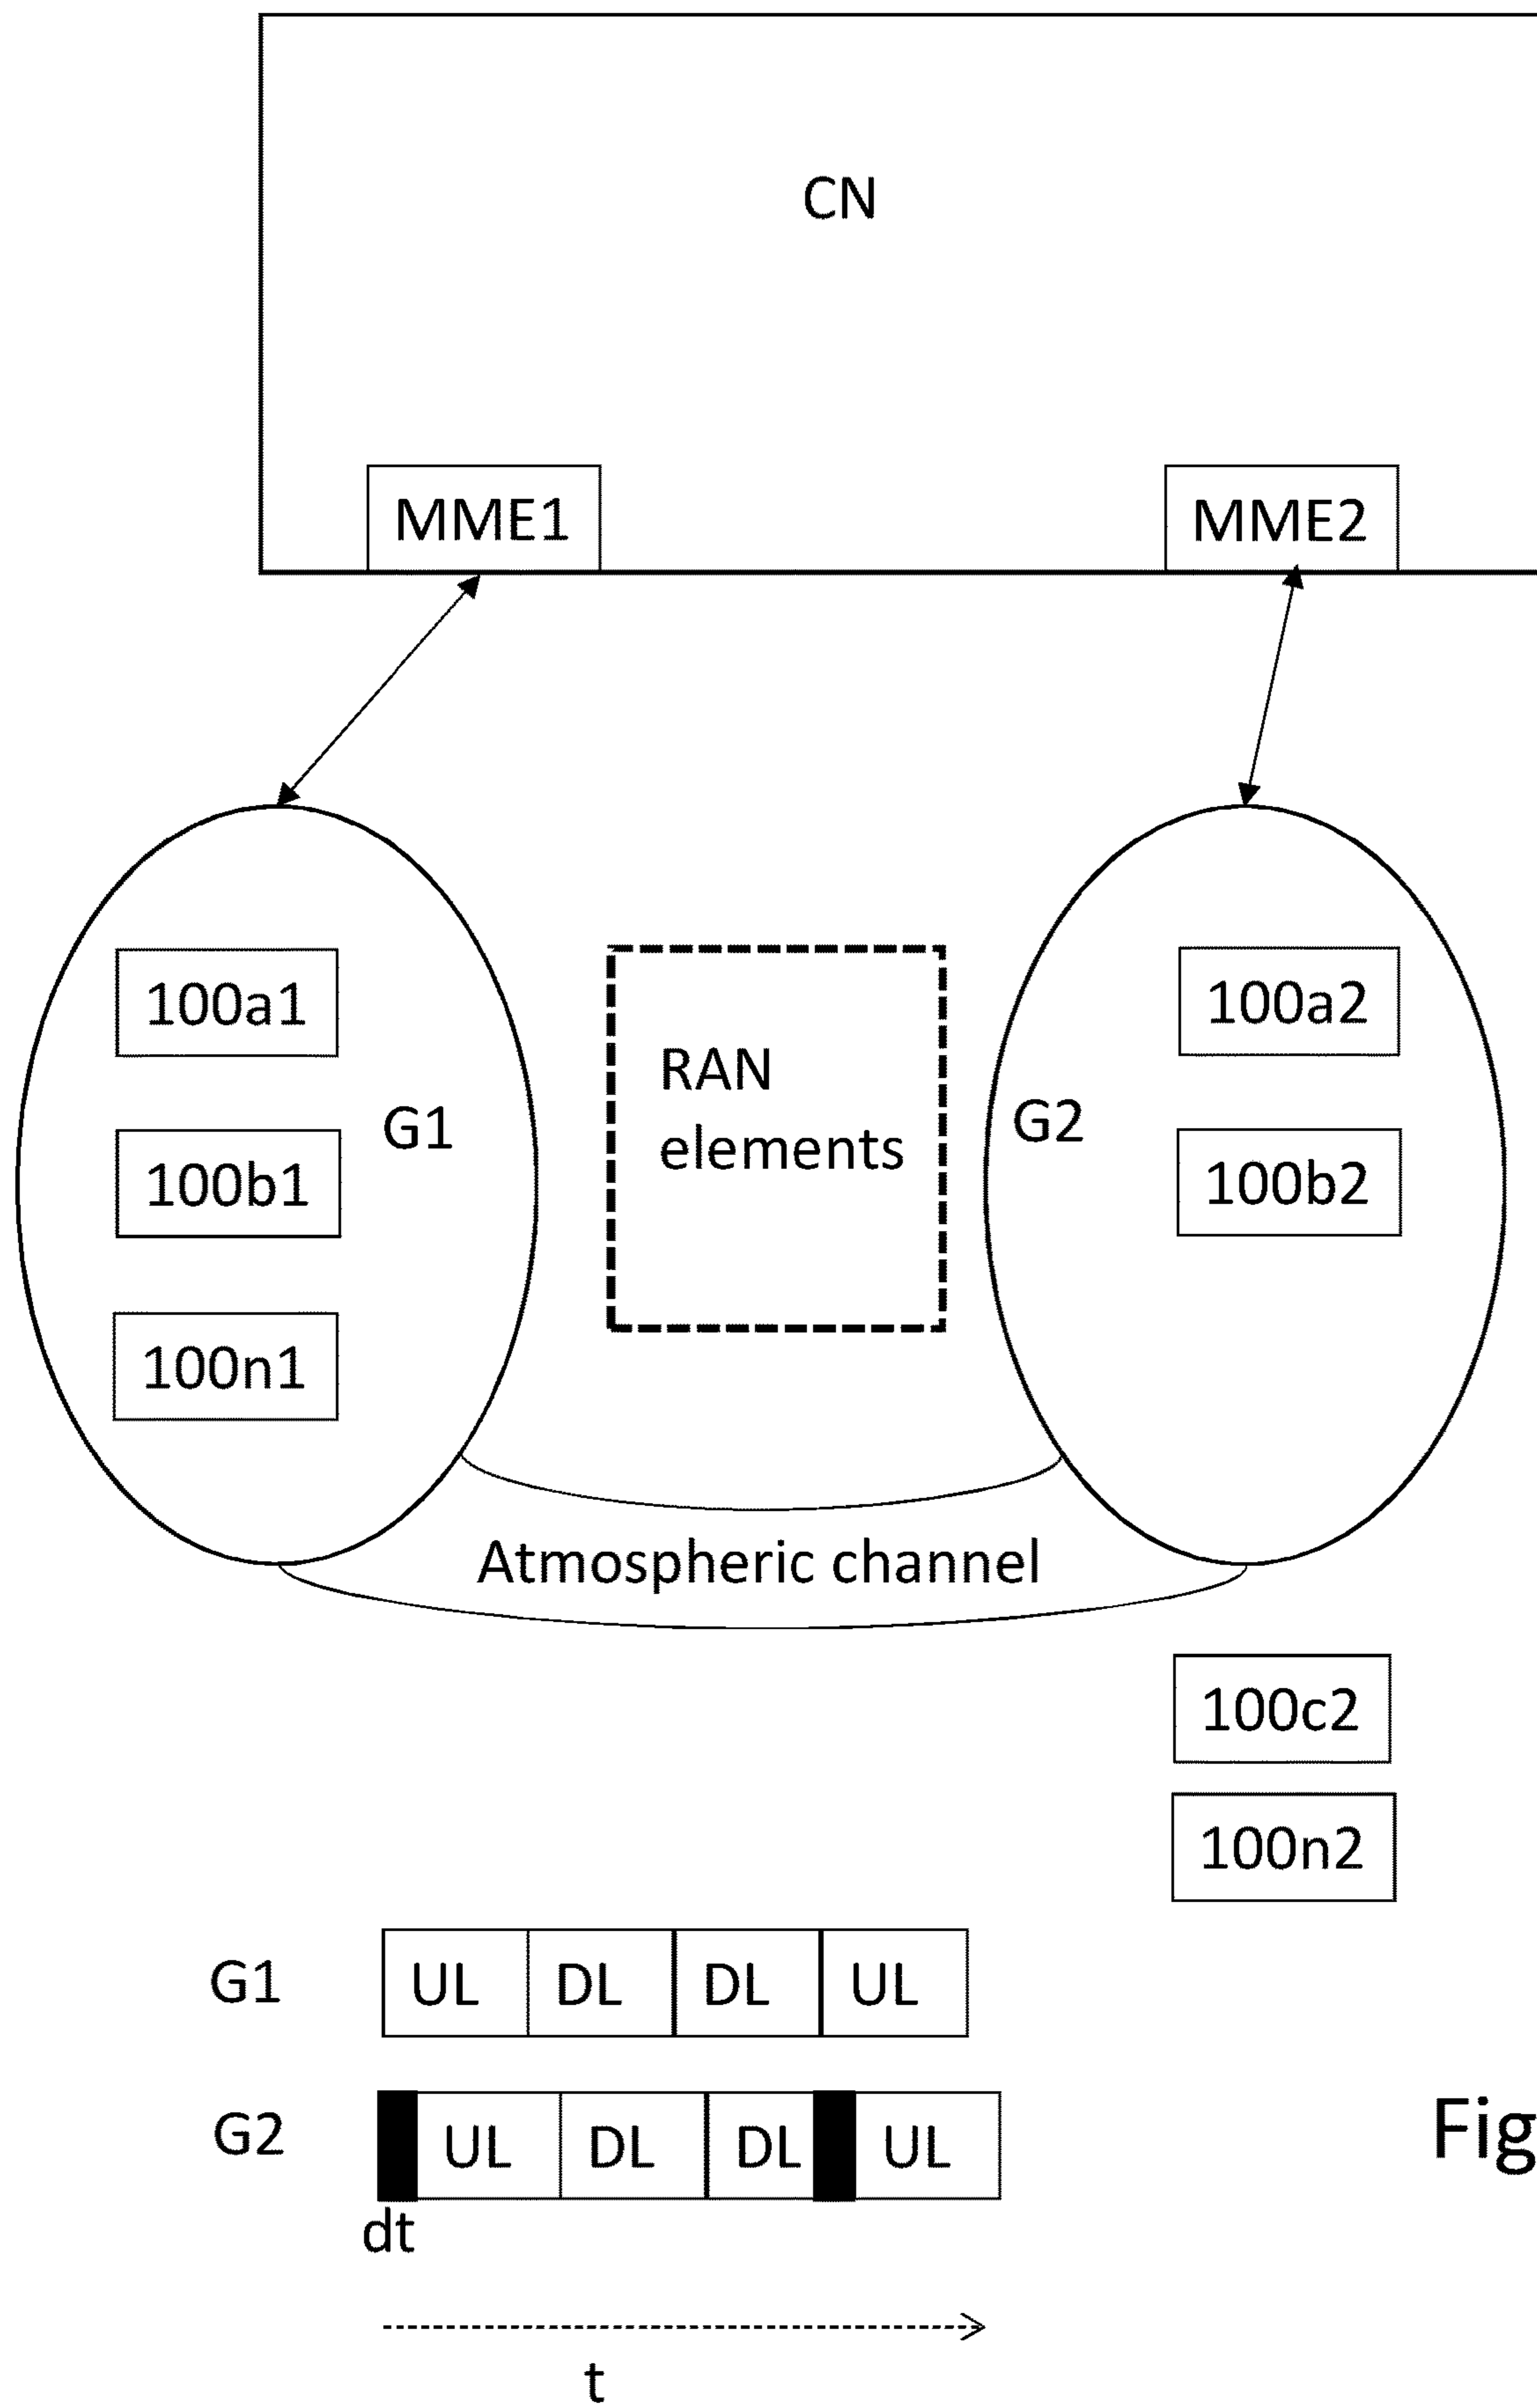 CN
MME1
MME2
100a1
100a2
RAN
elements
G1
G2
100b1
100b2
100n1
Atmospheric channel
100c2
100n2
G1 UL DL DL UL
G2 UL DL DL UL
Fig
dt
t